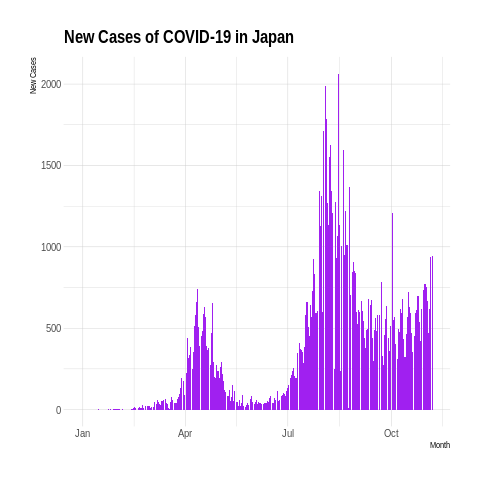 New Cases of COVID-19 in Japan
New Cases
2000
1500
1000
500
0
Jan Apr Jul Oct
Month